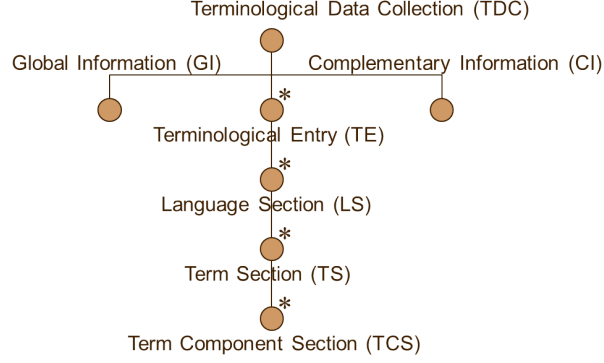 Terminological Data Collection (TDC)
Global Information (GI)
Complementary Information (CI)
*
Terminological Entry (TE)
*
Language Section (LS)
*
Term Section (TS)
*
Term Component Section (TCS)